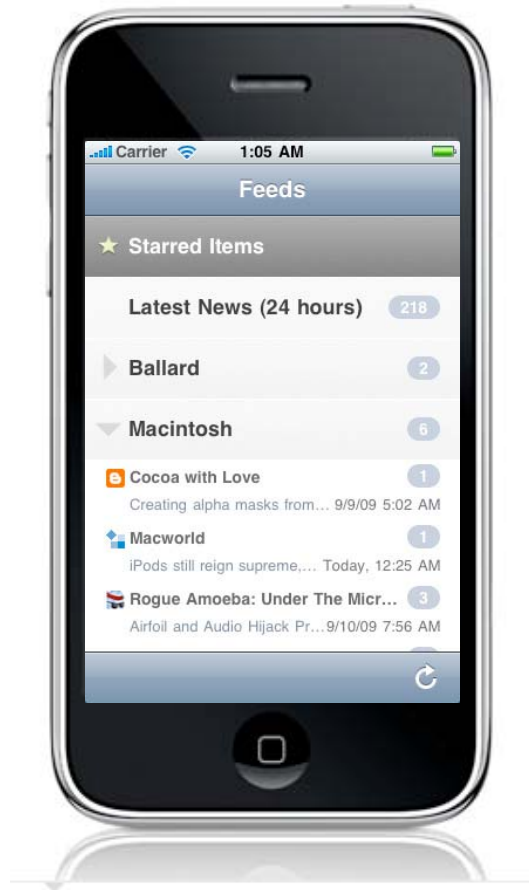 Carrier 1:05 AM
Feeds
Starred Items
Latest News (24 hours) 218
Ballard 2
Macintosh 6
Cocoa with Love 1
Creating alpha masks from... 9/9/09 5:02 AM
Macworld 1
iPods still reign supreme,... Today, 12:25 AM
Rogue Amoeba: Under The Micr... 3
Airfoil and Audio Hijack Pr... 9/10/09 7:56 AM